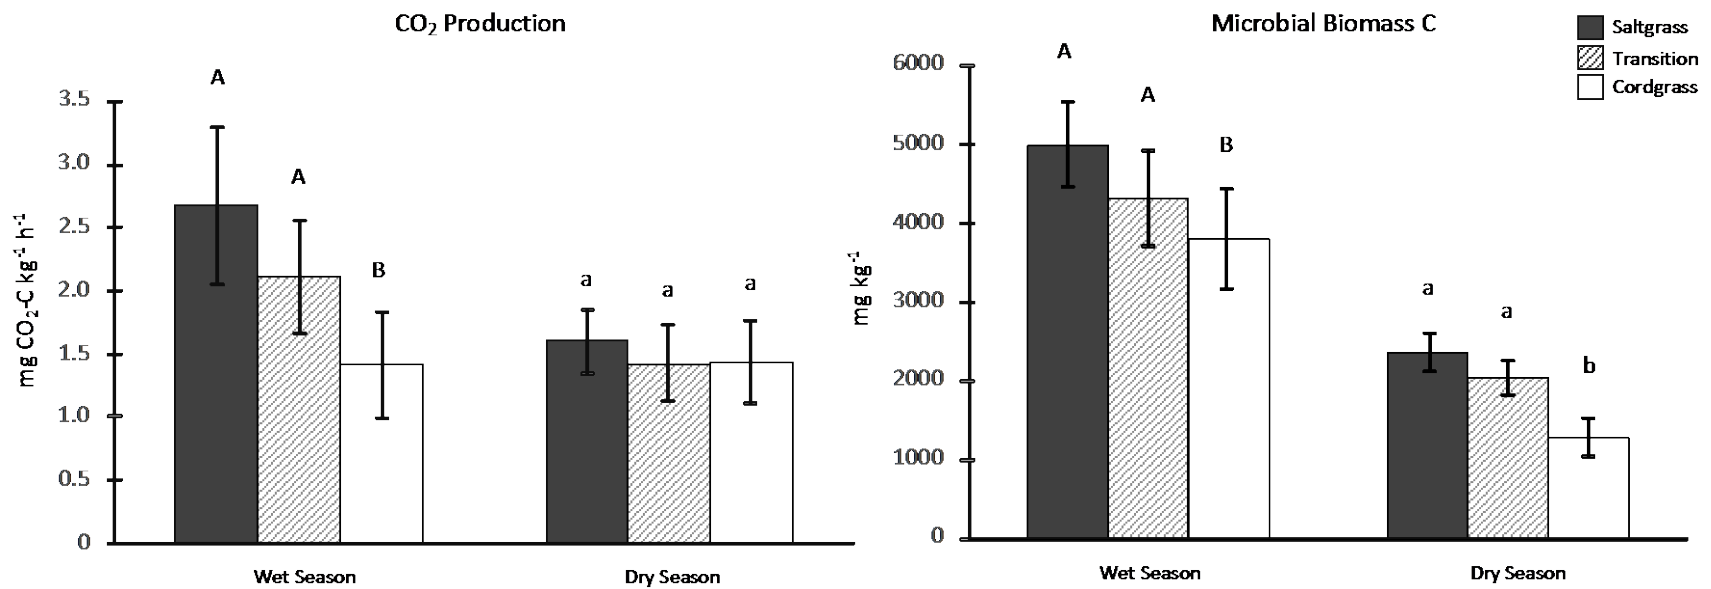 CO₂ Production
A
A
B
a
a
a
3.5
3.0
2.5
2.0
1.5
1.0
0.5
0
mg CO₂-C kg⁻¹ h⁻¹
Wet Season
Dry Season
Microbial Biomass C
Saltgrass
Transition
Cordgrass
A
A
B
a
a
b
6000
5000
4000
3000
2000
1000
0
mg kg⁻¹
Wet Season
Dry Season